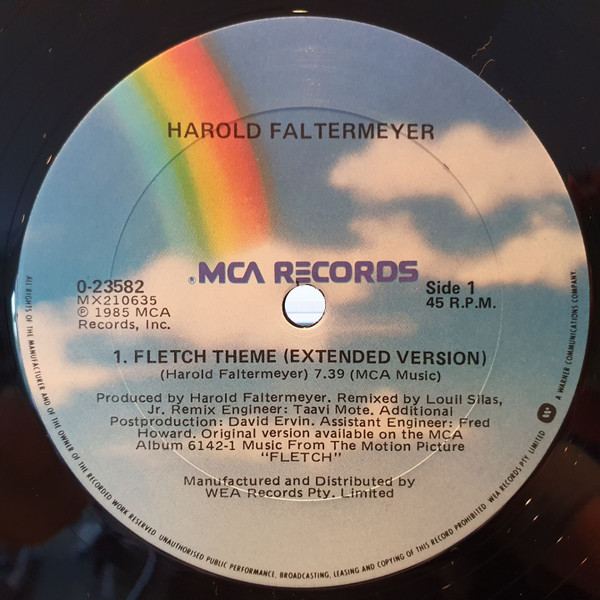 HAROLD FALTERMEYER
®MCA RECORDS
0-23582
MX210635
℗ 1985 MCA
Records, Inc.
Side 1
45 R.P.M.
1. FLETCH THEME (EXTENDED VERSION)
(Harold Faltermeyer) 7.39 (MCA Music)
Produced by Harold Faltermeyer. Remixed by Louil Silas,
Jr. Remix Engineer: Taavi Mote. Additional
Postproduction: David Ervin. Assistant Engineer: Fred
Howard. Original version available on the MCA
Album 6142-1 Music From The Motion Picture
"FLETCH"
Manufactured and Distributed by
WEA Records Pty. Limited
ALL RIGHTS OF THE MANUFACTURER AND OF THE OWNER OF THE RECORDED WORK RESERVED. UNAUTHORISED PUBLIC PERFORMANCE, BROADCASTING, LEASING AND COPYING OF THIS RECORD PROHIBITED. WEA RECORDS PTY. LIMITED
A WARNER COMMUNICATIONS COMPANY.